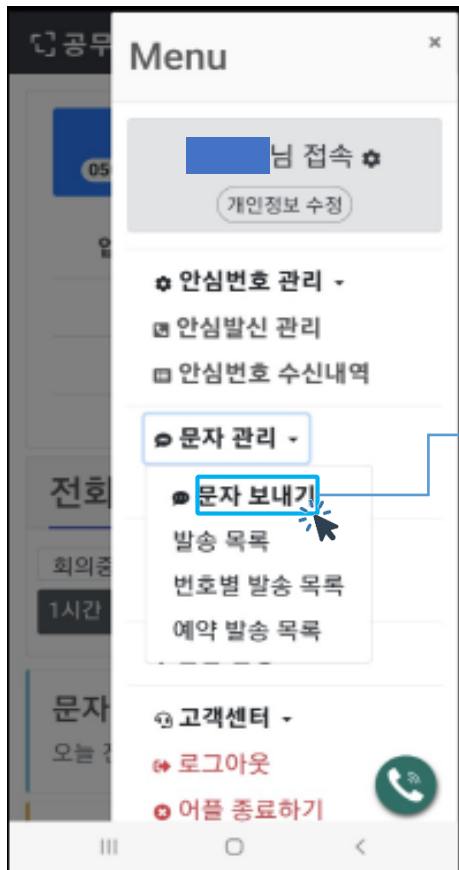 공무
Menu
×
05
님 접속
개인정보 수정
안심번호 관리
안심발신 관리
안심번호 수신내역
문자 관리
전화
문자 보내기
발송 목록
회의중
번호별 발송 목록
1시간
예약 발송 목록
문자
고객센터
오늘
로그아웃
어플 종료하기